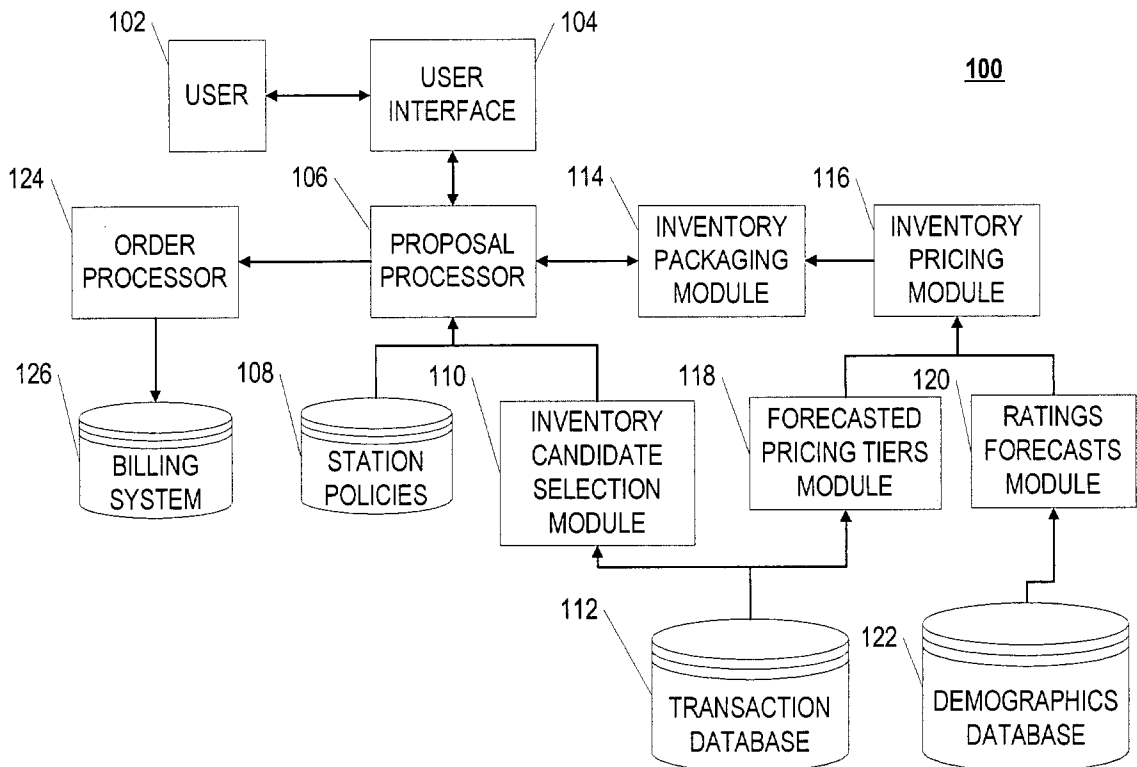 102
104
USER
USER
INTERFACE
100
124
106
114
116
ORDER
PROCESSOR
PROPOSAL
PROCESSOR
INVENTORY
PACKAGING
MODULE
INVENTORY
PRICING
MODULE
126
108
110
118
120
BILLING
SYSTEM
STATION
POLICIES
INVENTORY
CANDIDATE
SELECTION
MODULE
FORECASTED
PRICING TIERS
MODULE
RATINGS
FORECASTS
MODULE
112
122
TRANSACTION
DATABASE
DEMOGRAPHICS
DATABASE